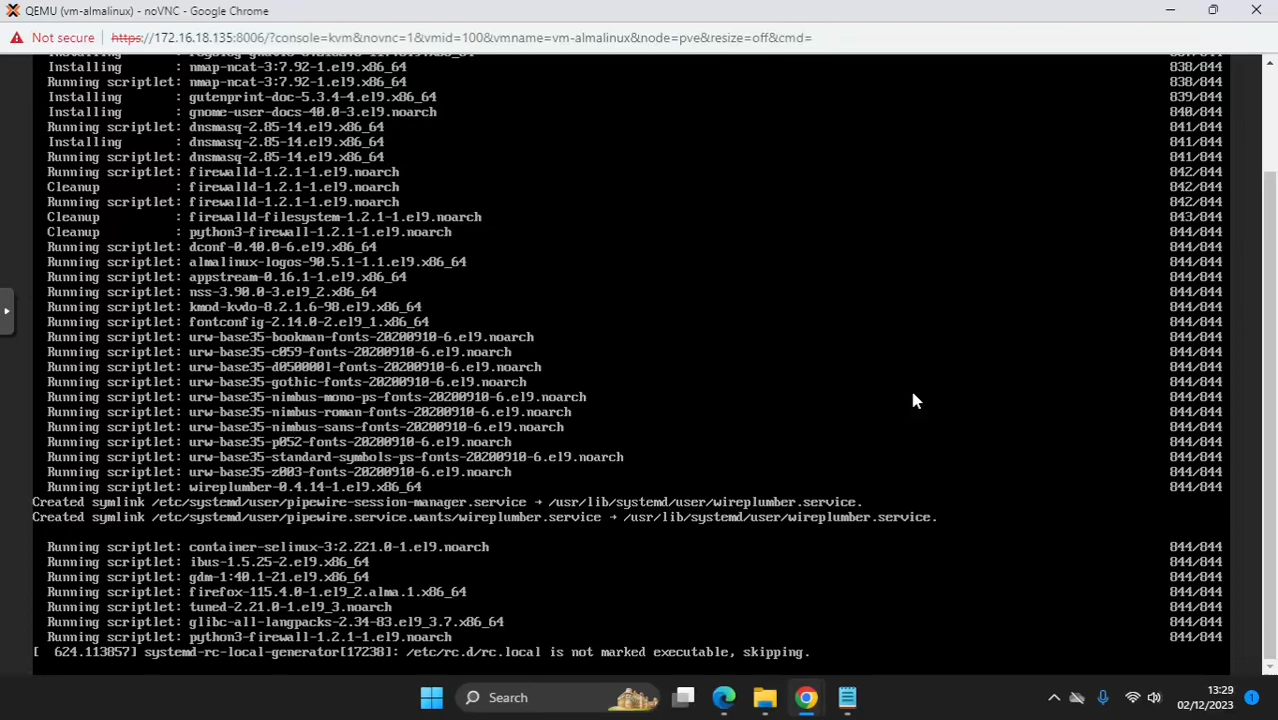 QEMU (vm-almalinux) - noVNC - Google Chrome
Not secure https://172.16.18.135:8006/?console=kvm&novnc=1&vmid=100&vmname=vm-almalinux&node=pve&resize=off&cmd=
Installing : nmap-ncat-3:7.92-1.el9.x86_64 838/844
Running scriptlet: nmap-ncat-3:7.92-1.el9.x86_64 838/844
Installing : gutenprint-doc-5.3.4-4.el9.x86_64 839/844
Installing : gnome-user-docs-40.0-3.el9.noarch 840/844
Running scriptlet: dnsmasq-2.85-14.el9.x86_64 841/844
Installing : dnsmasq-2.85-14.el9.x86_64 841/844
Running scriptlet: dnsmasq-2.85-14.el9.x86_64 841/844
Running scriptlet: firewalld-1.2.1-1.el9.noarch 842/844
Cleanup : firewalld-1.2.1-1.el9.noarch 842/844
Running scriptlet: firewalld-1.2.1-1.el9.noarch 842/844
Cleanup : firewalld-filesystem-1.2.1-1.el9.noarch 843/844
Cleanup : python3-firewall-1.2.1-1.el9.noarch 844/844
Running scriptlet: dconf-0.40.0-6.el9.x86_64 844/844
Running scriptlet: almalinux-logos-90.5.1-1.1.el9.x86_64 844/844
Running scriptlet: appstream-0.16.1-1.el9.x86_64 844/844
Running scriptlet: nss-3.90.0-3.el9_2.x86_64 844/844
Running scriptlet: kmod-kvdo-8.2.1.6-98.el9.x86_64 844/844
Running scriptlet: fontconfig-2.14.0-2.el9_1.x86_64 844/844
Running scriptlet: urw-base35-bookman-fonts-20200910-6.el9.noarch 844/844
Running scriptlet: urw-base35-c059-fonts-20200910-6.el9.noarch 844/844
Running scriptlet: urw-base35-d050000l-fonts-20200910-6.el9.noarch 844/844
Running scriptlet: urw-base35-gothic-fonts-20200910-6.el9.noarch 844/844
Running scriptlet: urw-base35-nimbus-mono-ps-fonts-20200910-6.el9.noarch 844/844
Running scriptlet: urw-base35-nimbus-roman-fonts-20200910-6.el9.noarch 844/844
Running scriptlet: urw-base35-nimbus-sans-fonts-20200910-6.el9.noarch 844/844
Running scriptlet: urw-base35-p052-fonts-20200910-6.el9.noarch 844/844
Running scriptlet: urw-base35-standard-symbols-ps-fonts-20200910-6.el9.noarch 844/844
Running scriptlet: urw-base35-z003-fonts-20200910-6.el9.noarch 844/844
Running scriptlet: wireplumber-0.4.14-1.el9.x86_64 844/844
Created symlink /etc/systemd/user/pipewire-session-manager.service → /usr/lib/systemd/user/wireplumber.service.
Created symlink /etc/systemd/user/pipewire.service.wants/wireplumber.service → /usr/lib/systemd/user/wireplumber.service.
Running scriptlet: container-selinux-3:2.221.0-1.el9.noarch 844/844
Running scriptlet: ibus-1.5.25-2.el9.x86_64 844/844
Running scriptlet: gdm-1:40.1-21.el9.x86_64 844/844
Running scriptlet: firefox-115.4.0-1.el9_2.alma.1.x86_64 844/844
Running scriptlet: tuned-2.21.0-1.el9_3.noarch 844/844
Running scriptlet: glibc-all-langpacks-2.34-83.el9_3.7.x86_64 844/844
Running scriptlet: python3-firewall-1.2.1-1.el9.noarch 844/844
[ 624.113857] systemd-rc-local-generator[17238]: /etc/rc.d/rc.local is not marked executable, skipping.
Search
13:29
02/12/2023
1